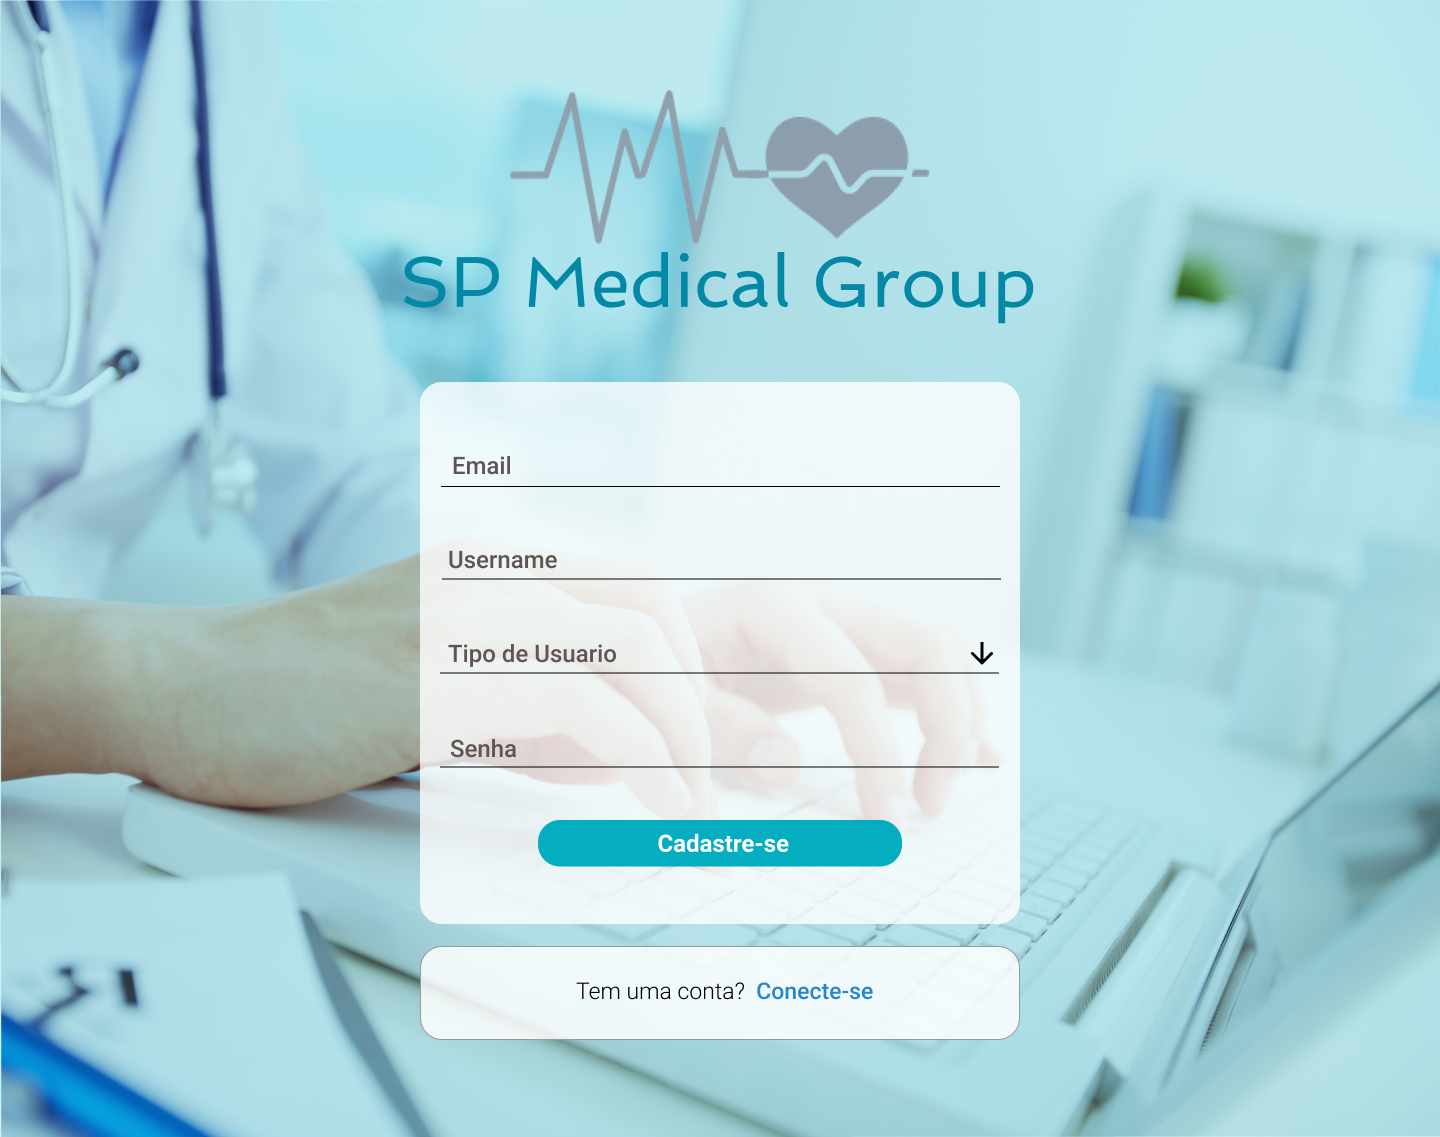 SP Medical Group
Email
Username
Tipo de Usuario
Senha
Cadastre-se
Tem uma conta? Conecte-se